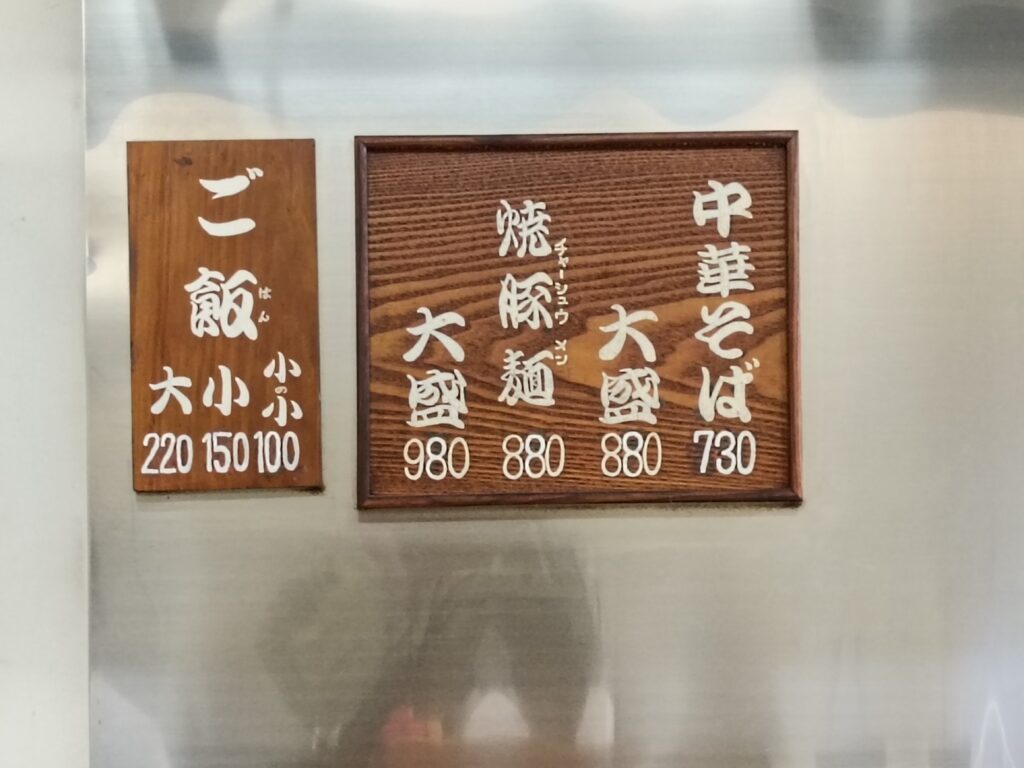 中華そば
730
大盛
880
焼豚麺
チャーシュウメン
880
大盛
980
ご飯
はん
小の小
100
小
150
大
220